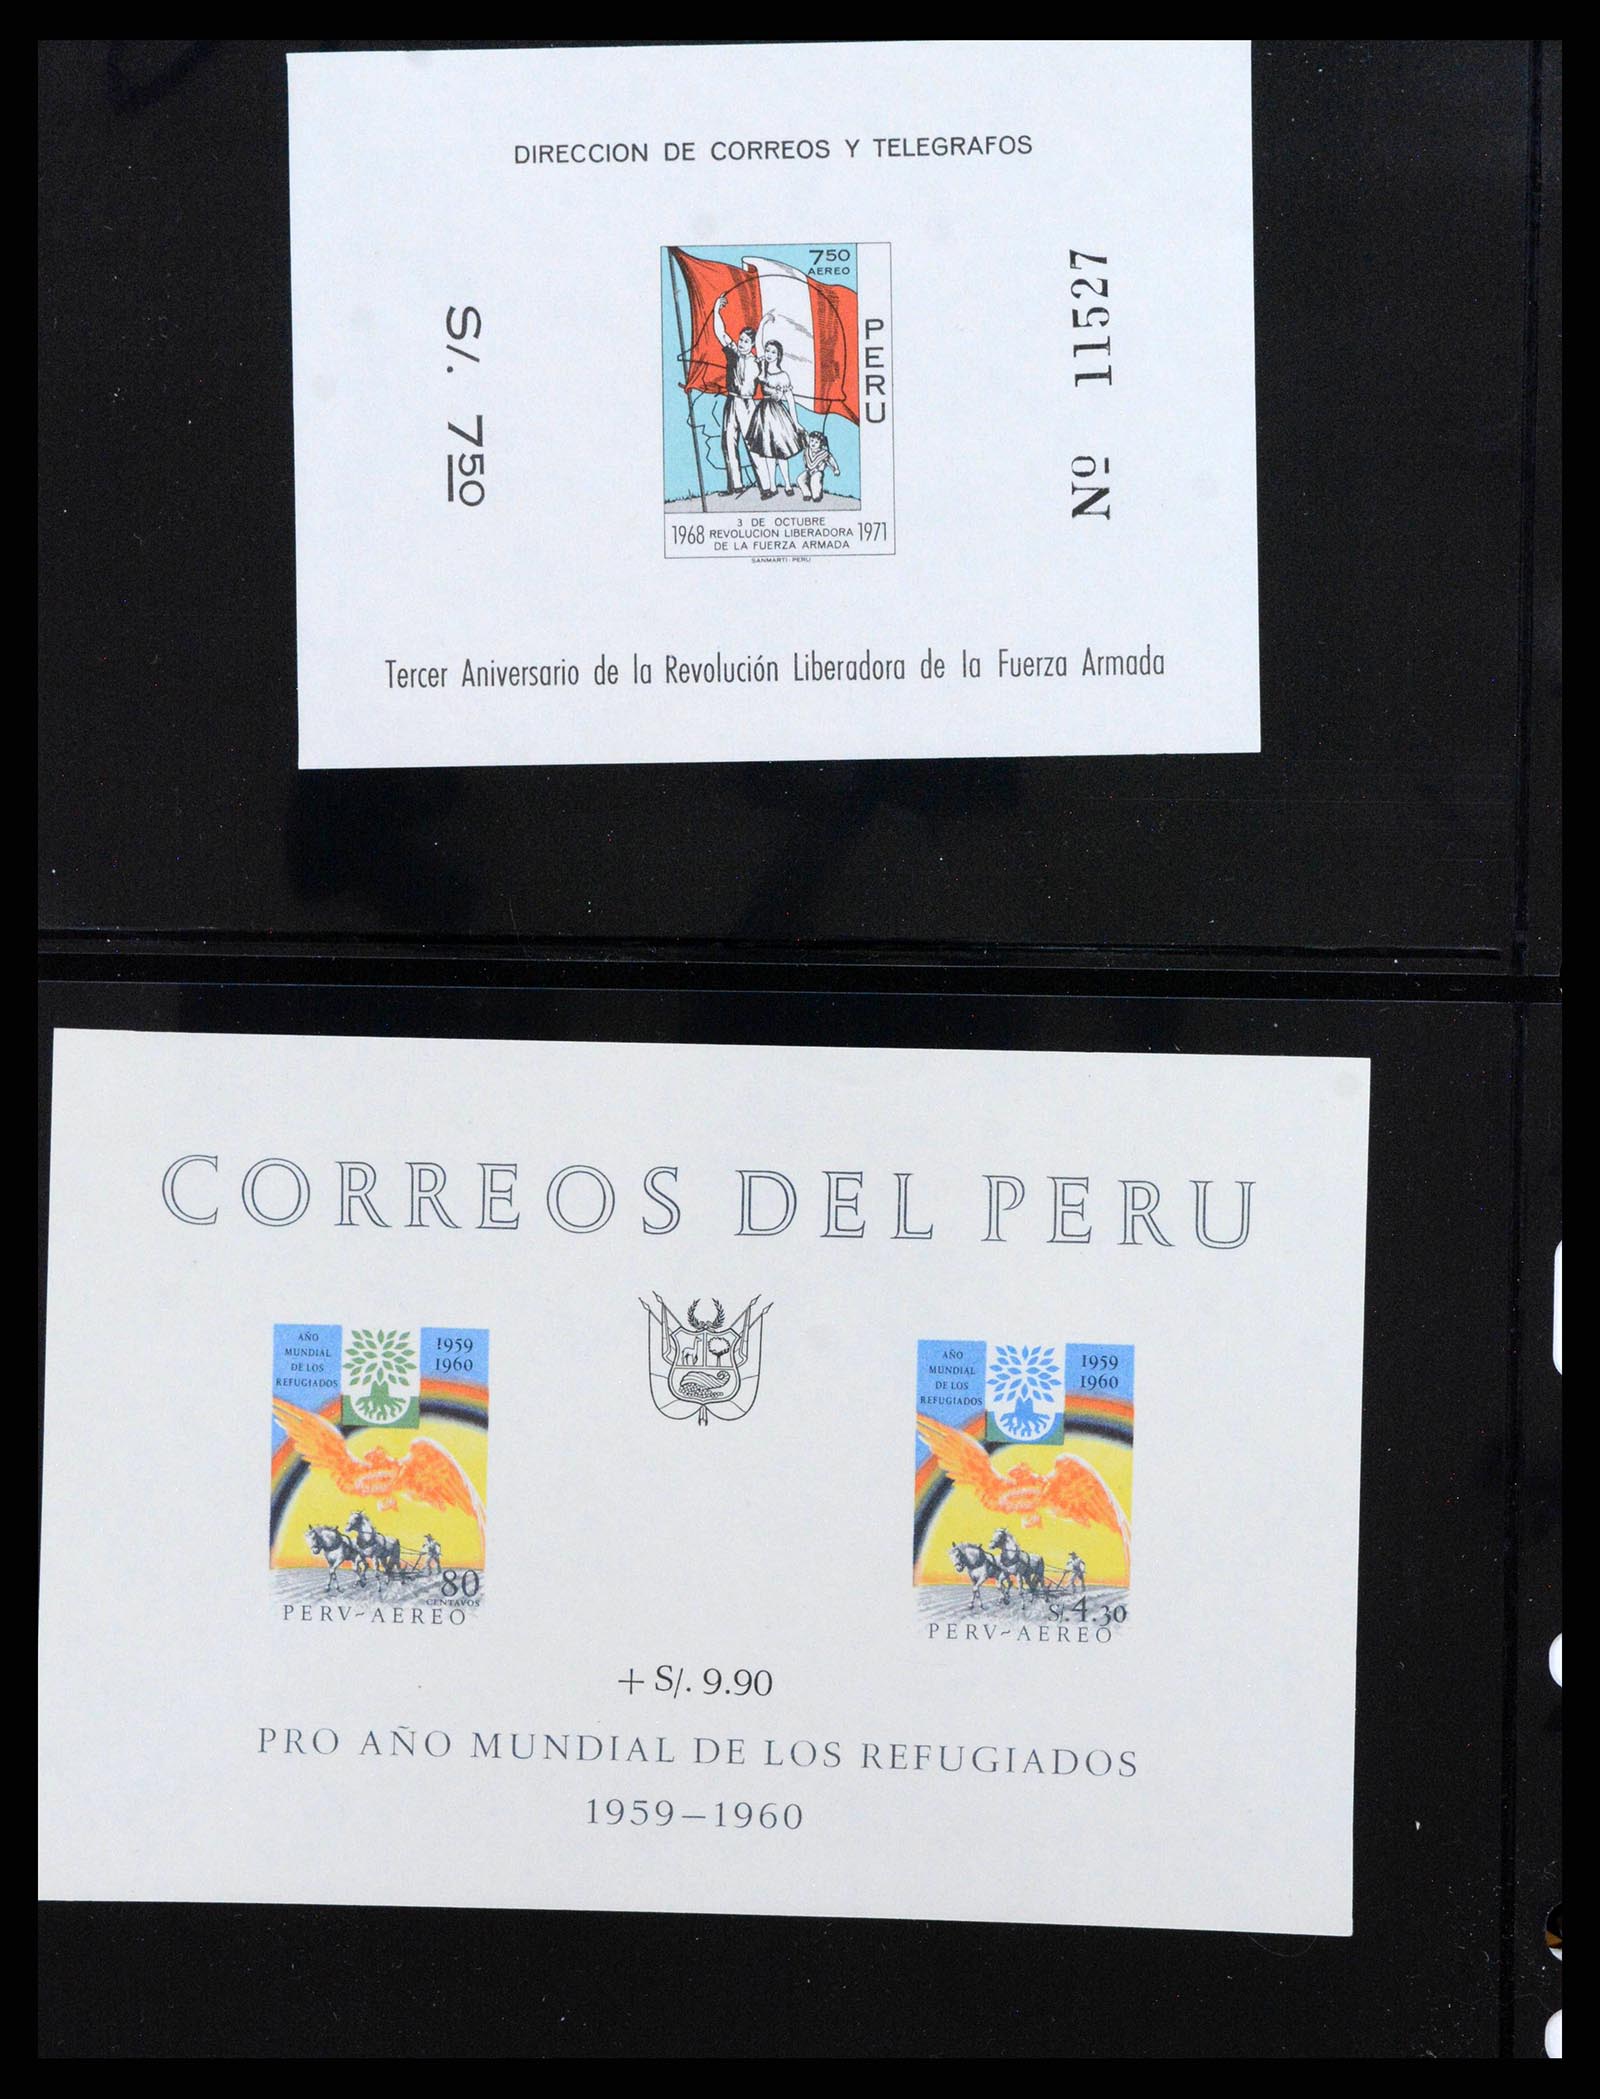 DIRECCION DE CORREOS Y TELEGRAFOS
S/. 7 50
7 50
AEREO
PERU
1968 1971
3 DE OCTUBRE
REVOLUCION LIBERADORA
DE LA FUERZA ARMADA
SANMARTI-PERU
Nº 11527
Tercer Aniversario de la Revolución Liberadora de la Fuerza Armada
CORREOS DEL PERU
AÑO
MUNDIAL
DE LOS
REFUGIADOS
1959
1960
80
CENTAVOS
PERV~AEREO
AÑO
MUNDIAL
DE LOS
REFUGIADOS
1959
1960
S/.4.30
PERV~AEREO
+ S/. 9.90
PRO AÑO MUNDIAL DE LOS REFUGIADOS
1959–1960